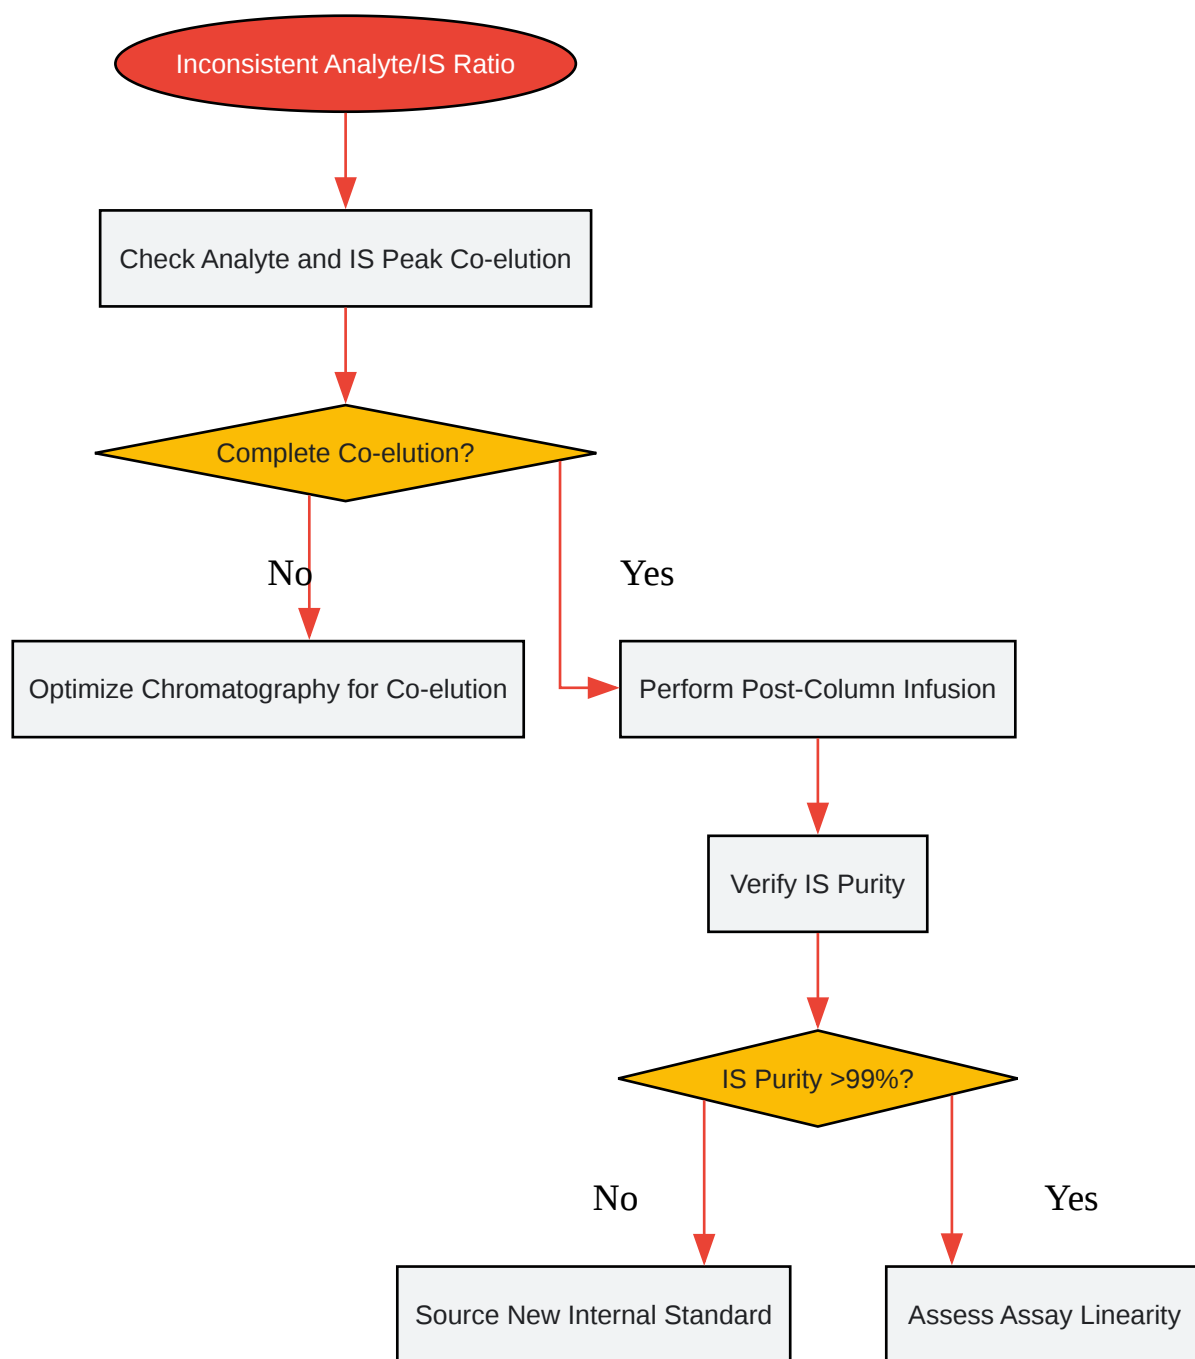 Inconsistent Analyte/IS Ratio
Check Analyte and IS Peak Co-elution
Complete Co-elution?
No
Yes
Optimize Chromatography for Co-elution
Perform Post-Column Infusion
Verify IS Purity
IS Purity >99%?
No
Yes
Source New Internal Standard
Assess Assay Linearity